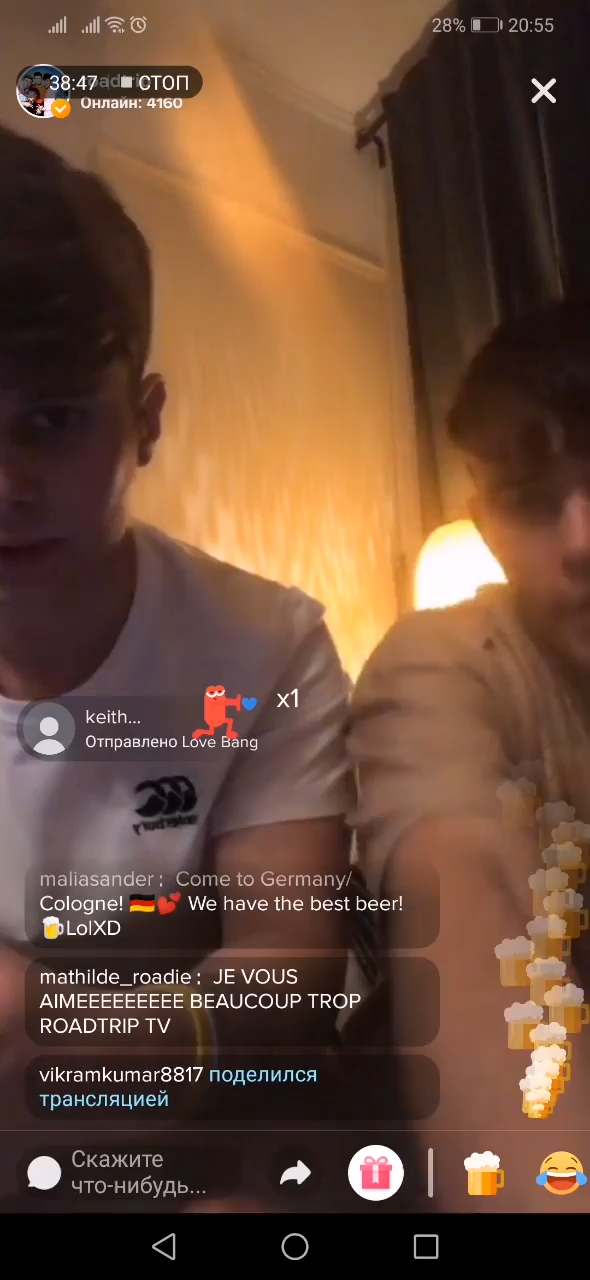 28% 20:55
38:47 СТОП
Онлайн: 4160
x1
keith...
Отправлено Love Bang
maliasander : Come to Germany/
Cologne! 🇩🇪💕 We have the best beer!
🍺LolXD
mathilde_roadie : JE VOUS
AIMEEEEEEEEE BEAUCOUP TROP
ROADTRIP TV
vikramkumar8817 поделился
трансляцией
Скажите
что-нибудь...